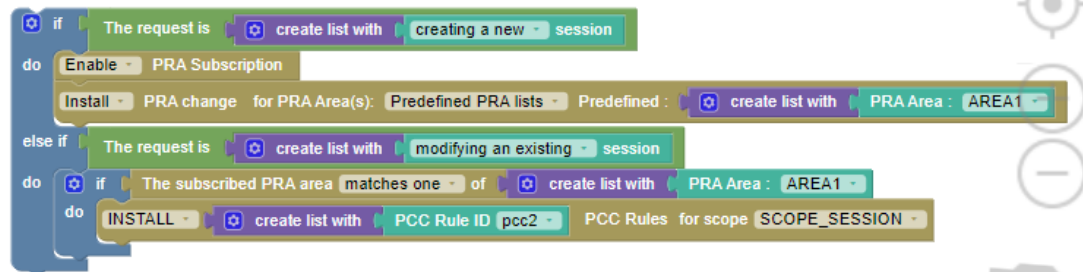 if The request is create list with creating a new session
do Enable PRA Subscription
Install PRA change for PRA Area(s): Predefined PRA lists Predefined : create list with PRA Area : AREA1
else if The request is create list with modifying an existing session
do if The subscribed PRA area matches one of create list with PRA Area : AREA1
do INSTALL create list with PCC Rule ID pcc2 PCC Rules for scope SCOPE_SESSION